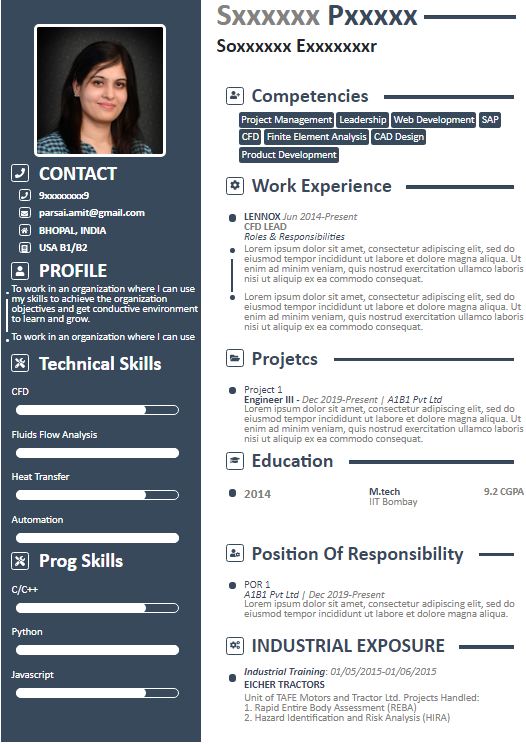 Sxxxxxx Pxxxxx
Soxxxxxx Exxxxxxxr
CONTACT
9xxxxxxxx9
parsai.amit@gmail.com
BHOPAL, INDIA
USA B1/B2
PROFILE
To work in an organization where I can use
my skills to achieve the organization
objectives and get conductive environment
to learn and grow.
To work in an organization where I can use
Technical Skills
CFD
Fluids Flow Analysis
Heat Transfer
Automation
Prog Skills
C/C++
Python
Javascript
Competencies
Project Management Leadership Web Development SAP
CFD Finite Element Analysis CAD Design
Product Development
Work Experience
LENNOX Jun 2014-Present
CFD LEAD
Roles & Responsibilities
Lorem ipsum dolor sit amet, consectetur adipiscing elit, sed do
eiusmod tempor incididunt ut labore et dolore magna aliqua. Ut
enim ad minim veniam, quis nostrud exercitation ullamco laboris
nisi ut aliquip ex ea commodo consequat.
Lorem ipsum dolor sit amet, consectetur adipiscing elit, sed do
eiusmod tempor incididunt ut labore et dolore magna aliqua. Ut
enim ad minim veniam, quis nostrud exercitation ullamco laboris
nisi ut aliquip ex ea commodo consequat.
Projetcs
Project 1
Engineer III - Dec 2019-Present | A1B1 Pvt Ltd
Lorem ipsum dolor sit amet, consectetur adipiscing elit, sed do
eiusmod tempor incididunt ut labore et dolore magna aliqua. Ut
enim ad minim veniam, quis nostrud exercitation ullamco laboris
nisi ut aliquip ex ea commodo consequat.
Education
2014 M.tech 9.2 CGPA
IIT Bombay
Position Of Responsibility
POR 1
A1B1 Pvt Ltd | Dec 2019-Present
Lorem ipsum dolor sit amet, consectetur adipiscing elit, sed do
eiusmod tempor incididunt ut labore et dolore magna aliqua.
INDUSTRIAL EXPOSURE
Industrial Training: 01/05/2015-01/06/2015
EICHER TRACTORS
Unit of TAFE Motors and Tractor Ltd. Projects Handled:
1. Rapid Entire Body Assessment (REBA)
2. Hazard Identification and Risk Analysis (HIRA)